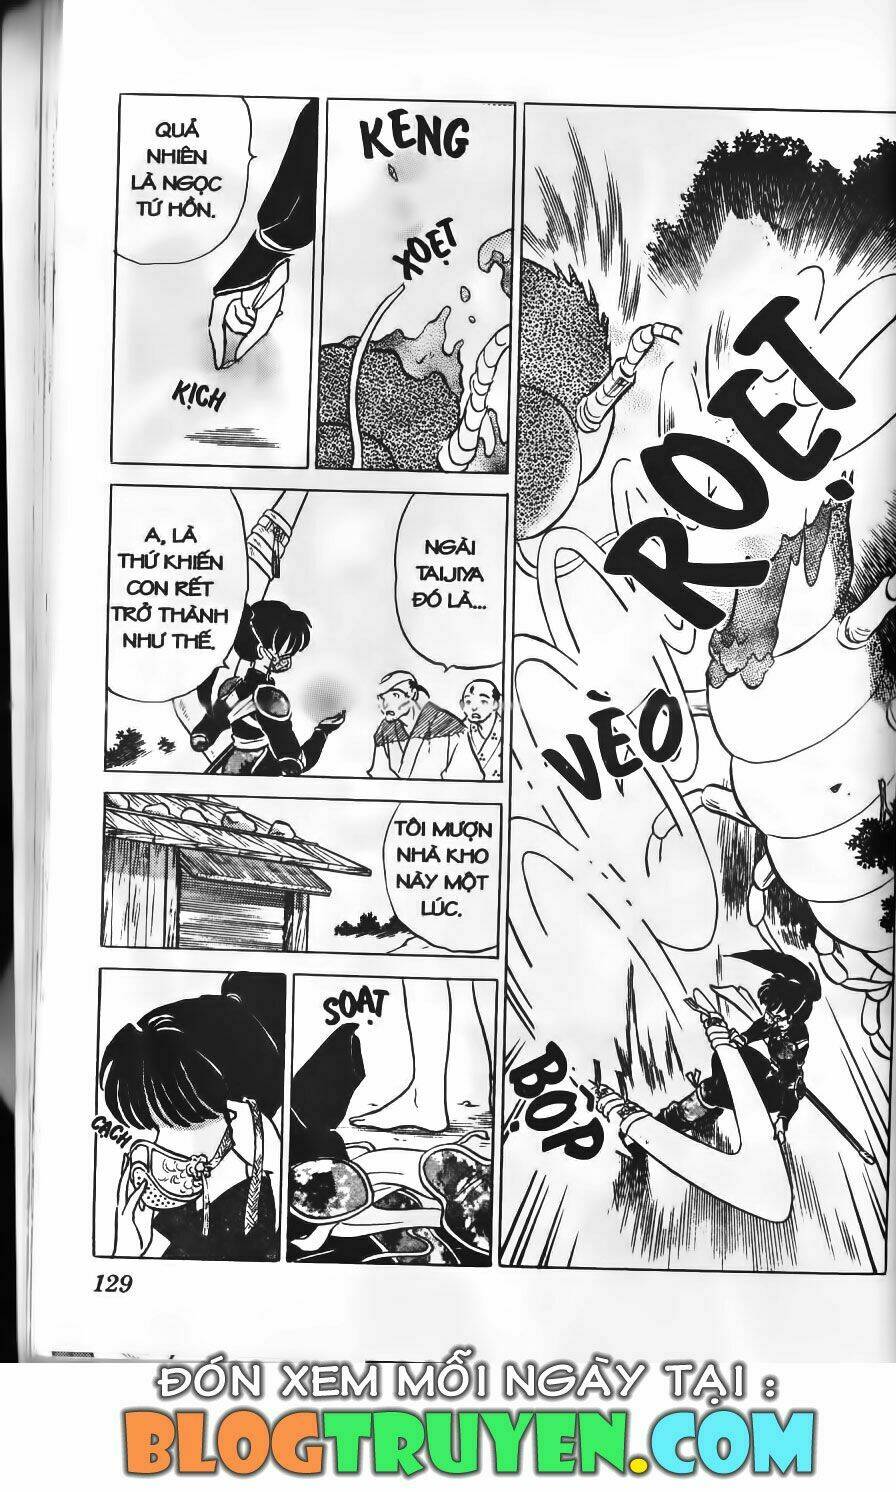 ROẸT
VÈO
BỘP
KENG
XOẸT
QUẢ
NHIÊN
LÀ NGỌC
TỨ HỒN.
KỊCH
NGÀI
TAIJIYA
ĐÓ LÀ...
A, LÀ
THỨ KHIẾN
CON RẾT
TRỞ THÀNH
NHƯ THẾ.
TÔI MƯỢN
NHÀ KHO
NÀY MỘT
LÚC.
SOẠT
CẠCH
129
ĐÓN XEM MỖI NGÀY TẠI :
BLOGTRUYEN.COM